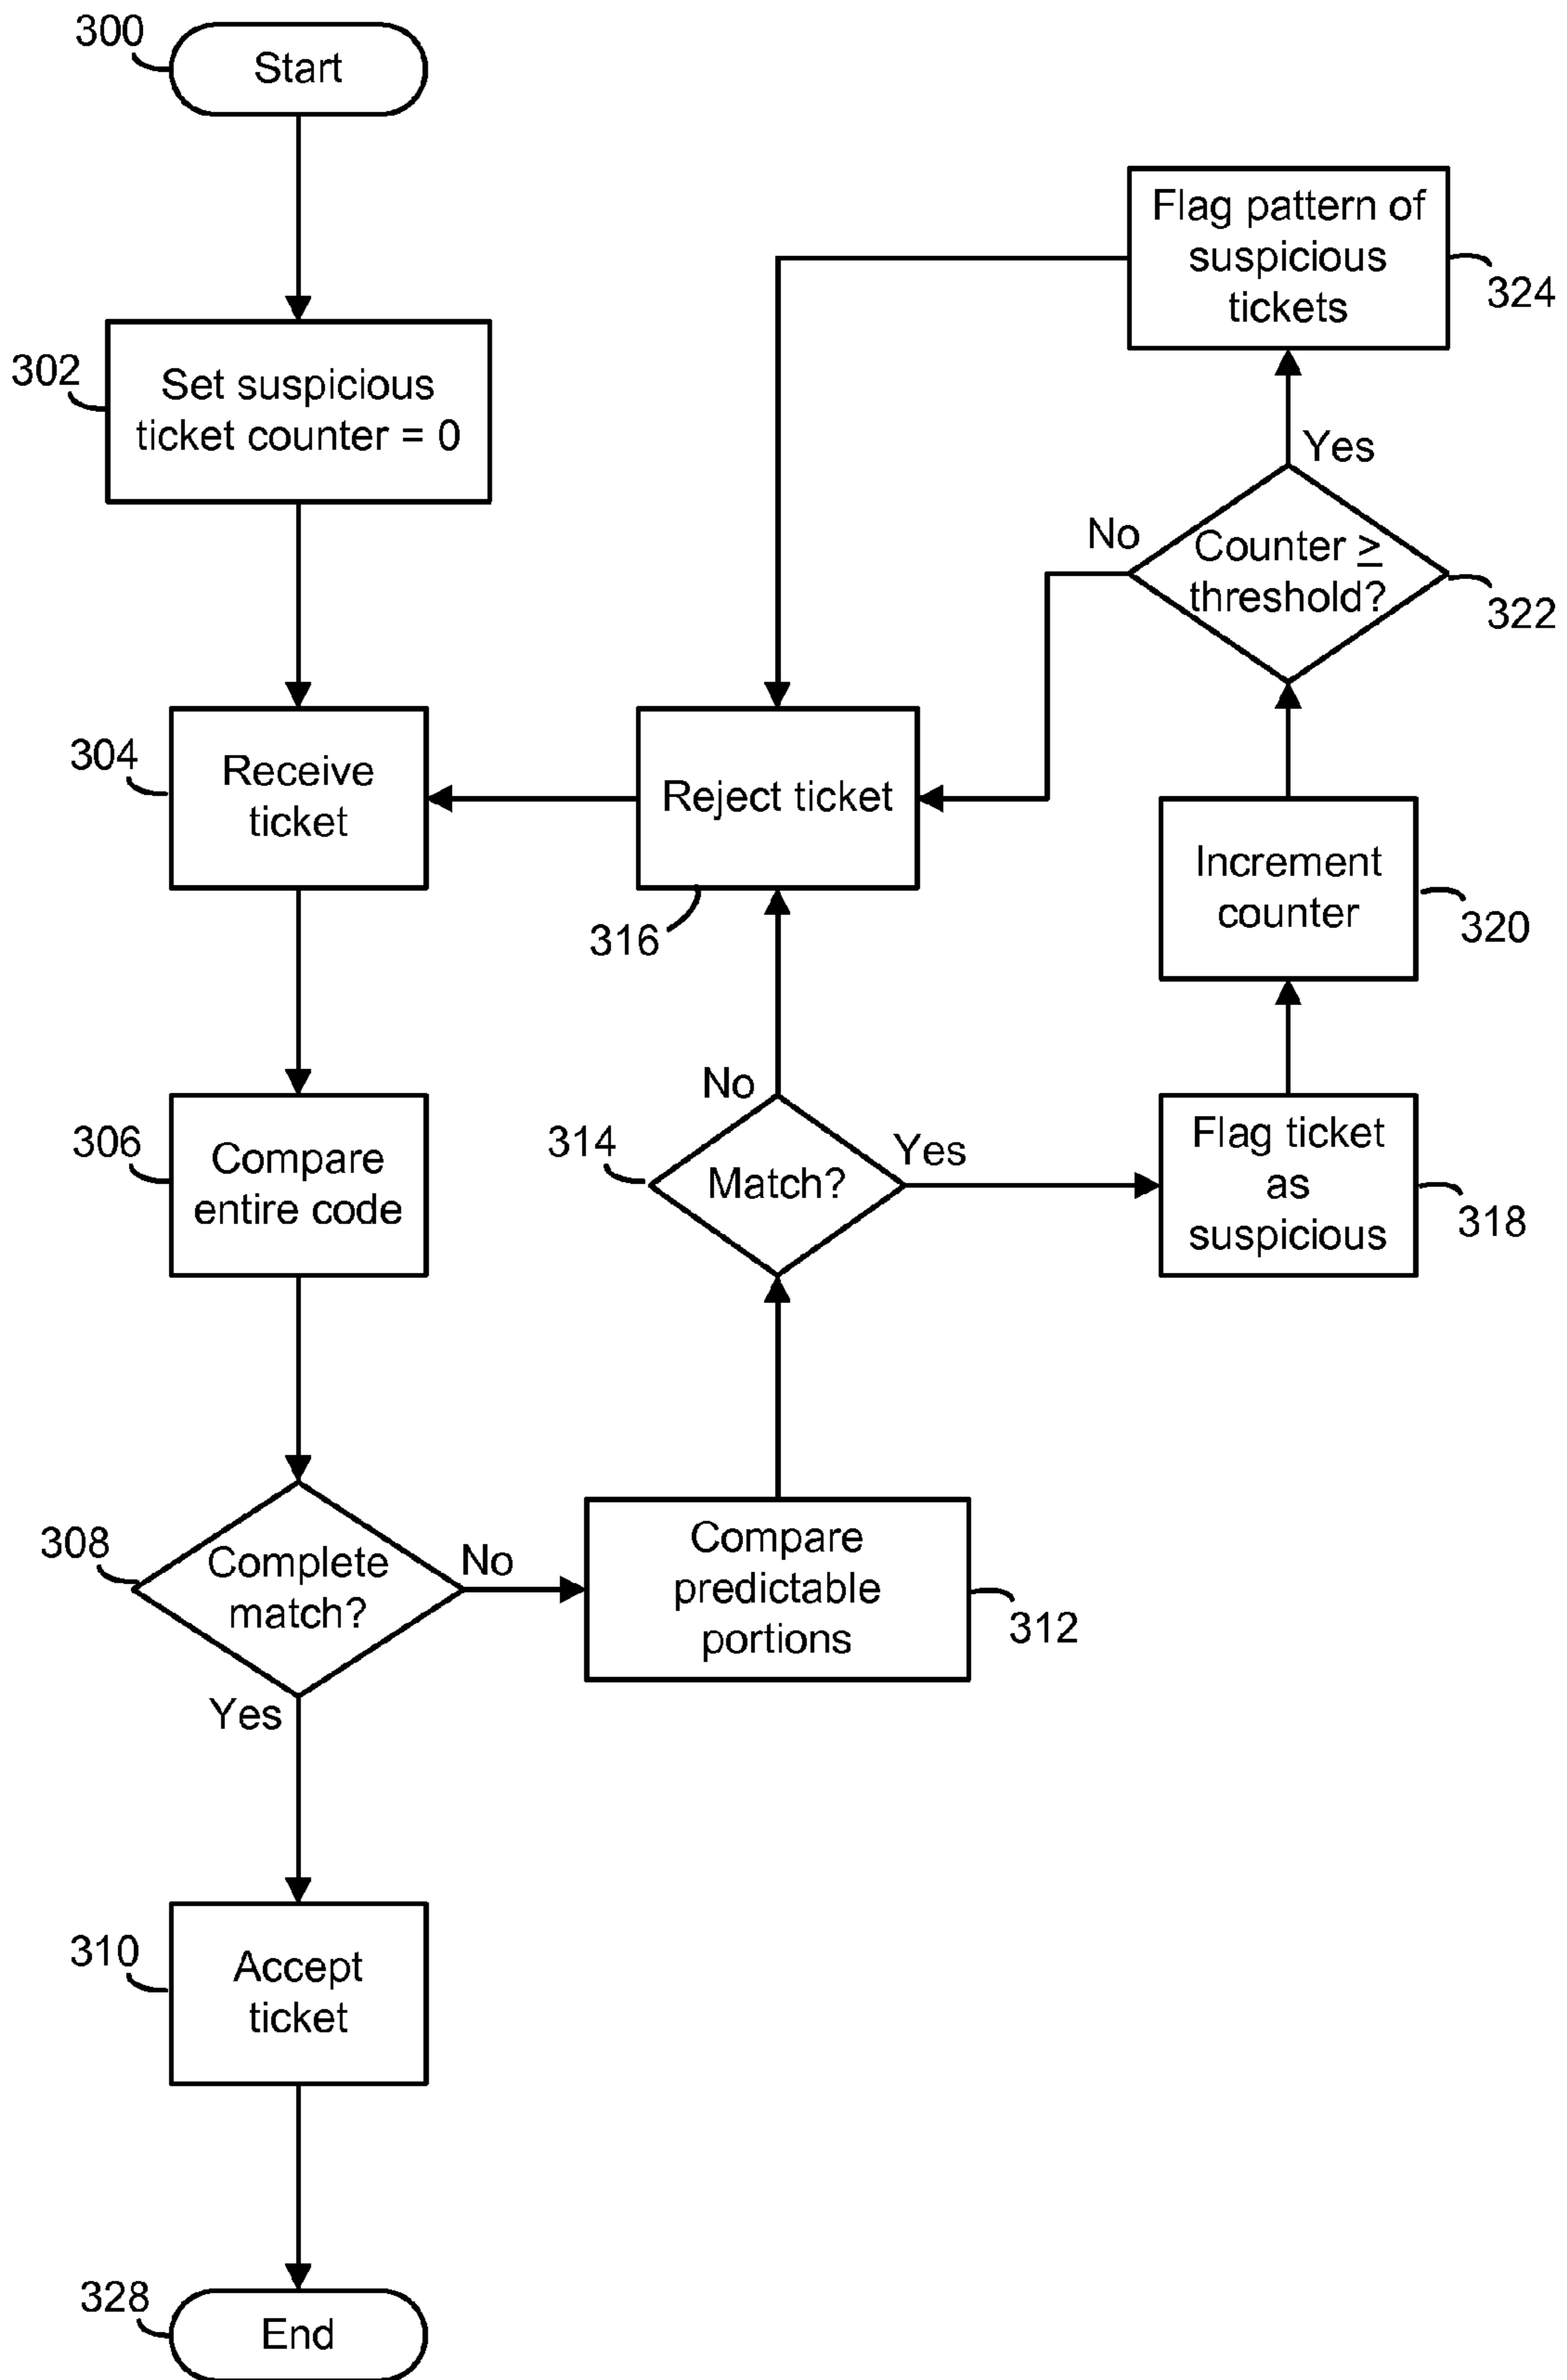 300
Start
302
Set suspicious
ticket counter = 0
304
Receive
ticket
306
Compare
entire code
308
Complete
match?
No
Yes
310
Accept
ticket
328
End
312
Compare
predictable
portions
314
Match?
No
Yes
316
Reject ticket
318
Flag ticket
as
suspicious
320
Increment
counter
322
Counter ≥
threshold?
No
Yes
324
Flag pattern of
suspicious
tickets